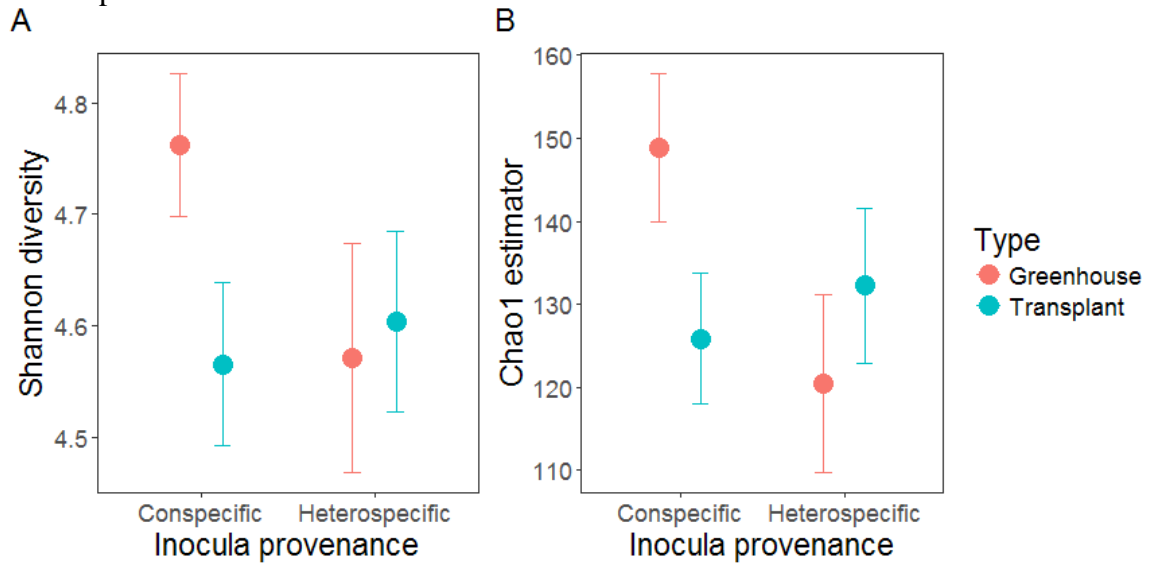 A
Shannon diversity
4.8
4.7
4.6
4.5
Conspecific Heterospecific
Inocula provenance
B
Chao1 estimator
160
150
140
130
120
110
Conspecific Heterospecific
Inocula provenance
Type
Greenhouse
Transplant